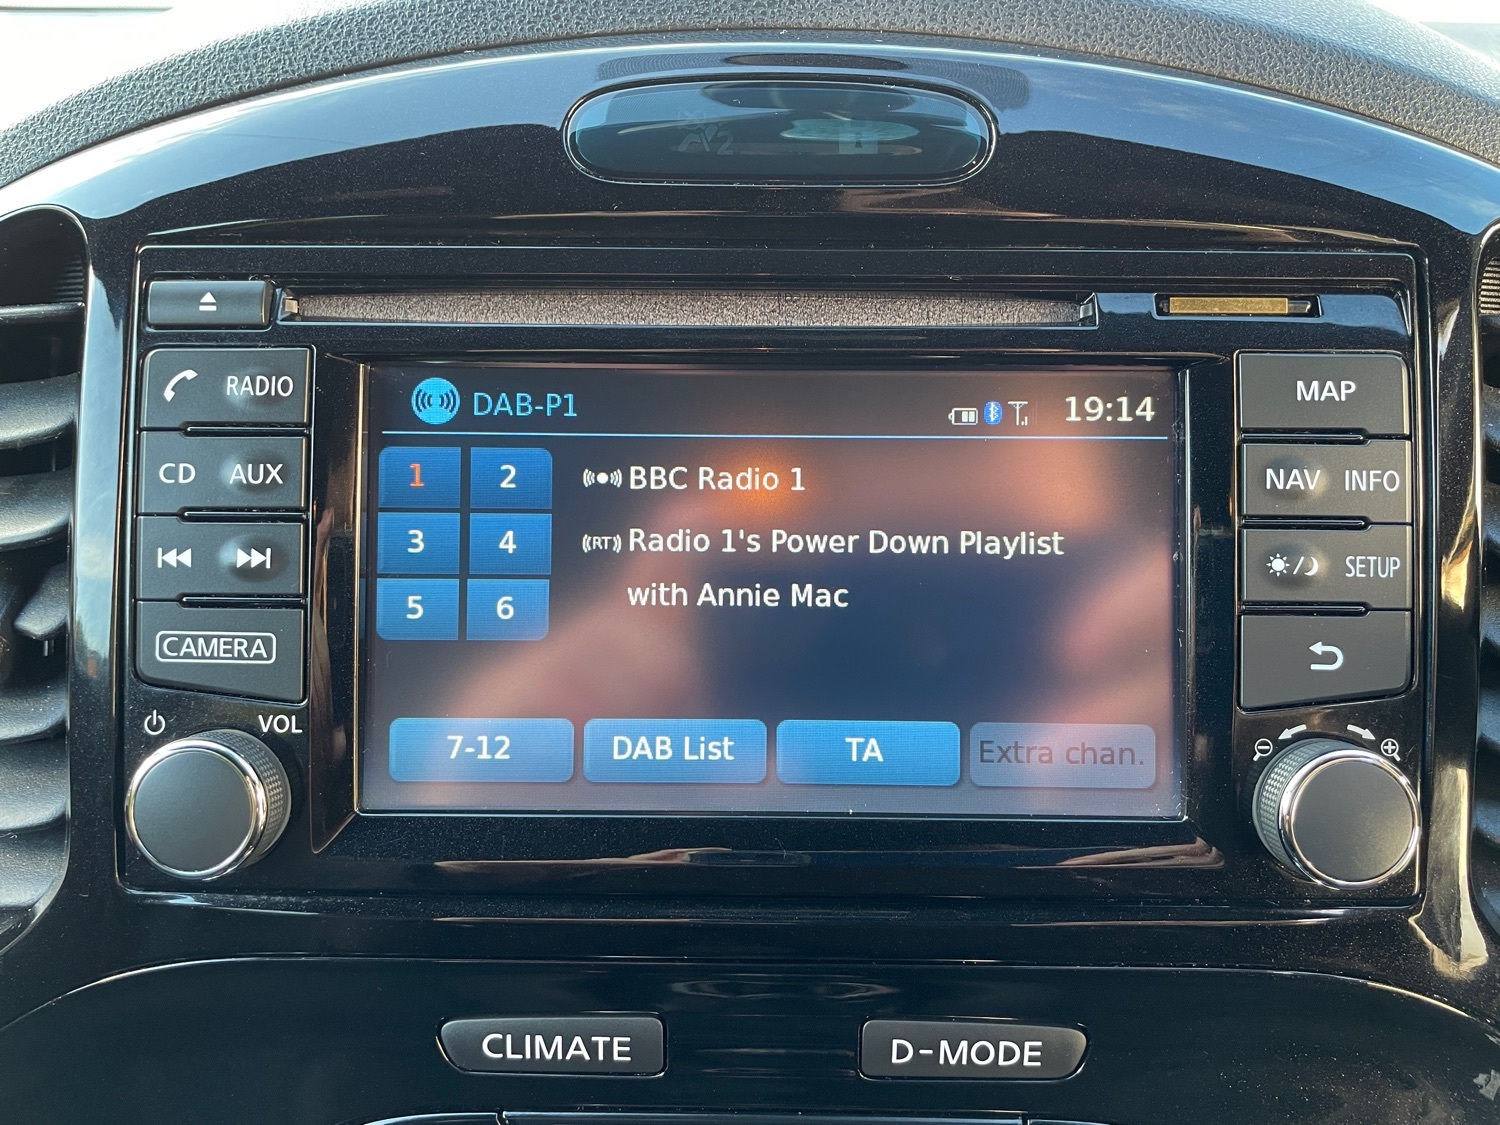 RADIO
CD AUX
CAMERA
VOL
DAB-P1 19:14
1 2
3 4
5 6
BBC Radio 1
RT Radio 1's Power Down Playlist
with Annie Mac
7-12 DAB List TA Extra chan.
MAP
NAV INFO
SETUP
CLIMATE D-MODE